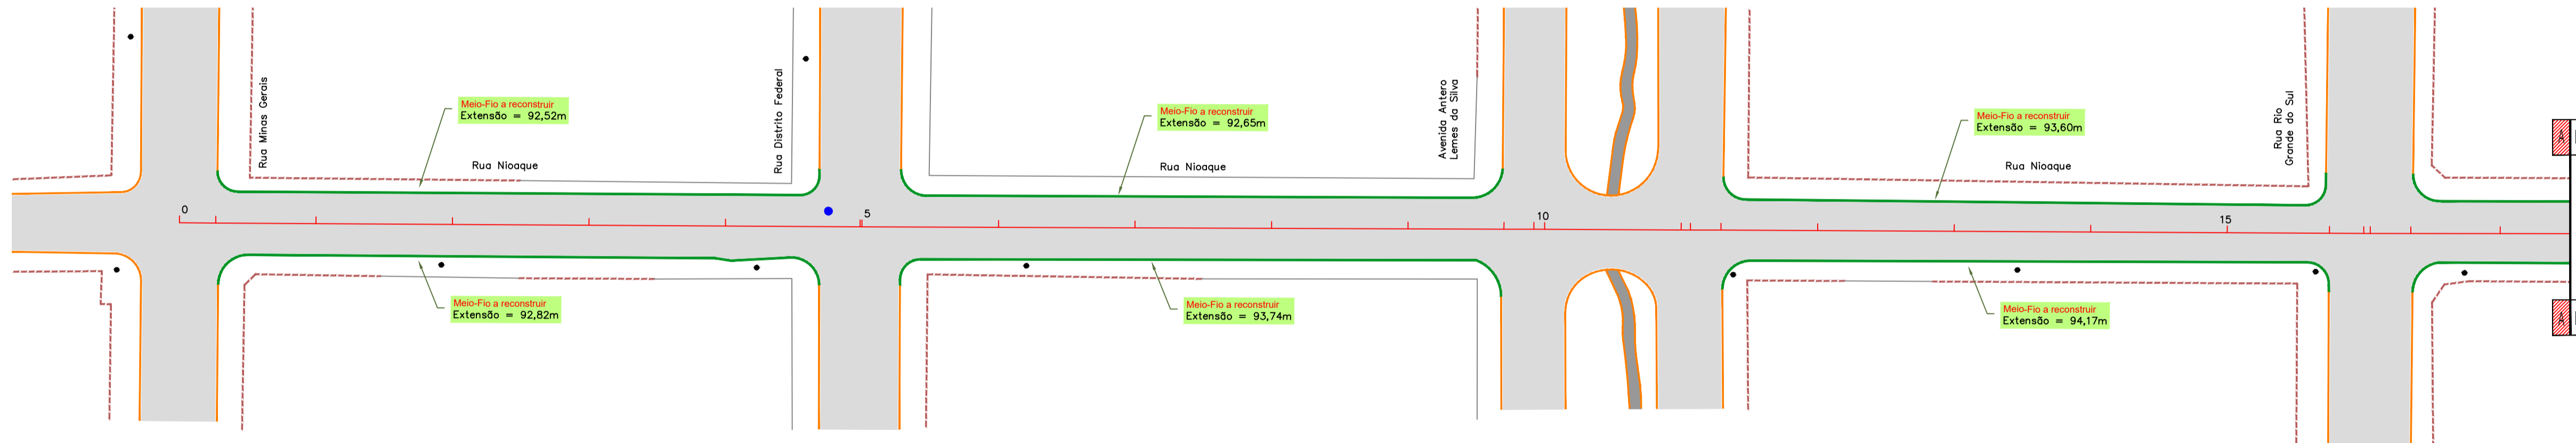 Rua Minas Gerais
Meio-Fio a reconstruir
Extensão = 92,52m
Rua Nioaque
Rua Distrito Federal
Meio-Fio a reconstruir
Extensão = 92,65m
Rua Nioaque
Avenida Antero
Lemes da Silva
Meio-Fio a reconstruir
Extensão = 93,60m
Rua Nioaque
Rua Rio
Grande do Sul
0
5
10
15
Meio-Fio a reconstruir
Extensão = 92,82m
Meio-Fio a reconstruir
Extensão = 93,74m
Meio-Fio a reconstruir
Extensão = 94,17m
A
A